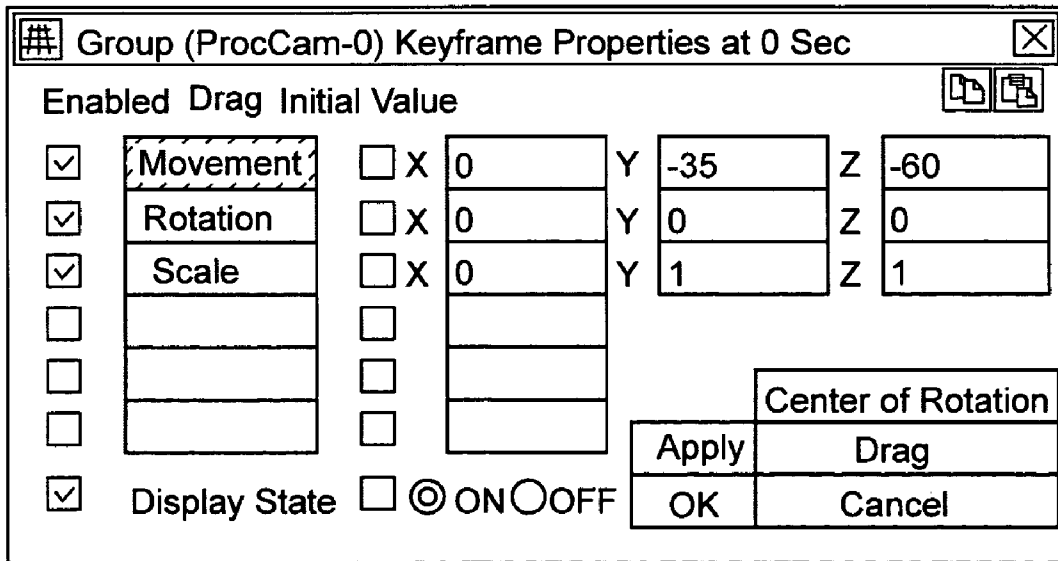 Group (ProcCam-0) Keyframe Properties at 0 Sec
Enabled Drag Initial Value
Movement X 0 Y -35 Z -60
Rotation X 0 Y 0 Z 0
Scale X 0 Y 1 Z 1
Center of Rotation
Apply Drag
Display State ON OFF OK Cancel